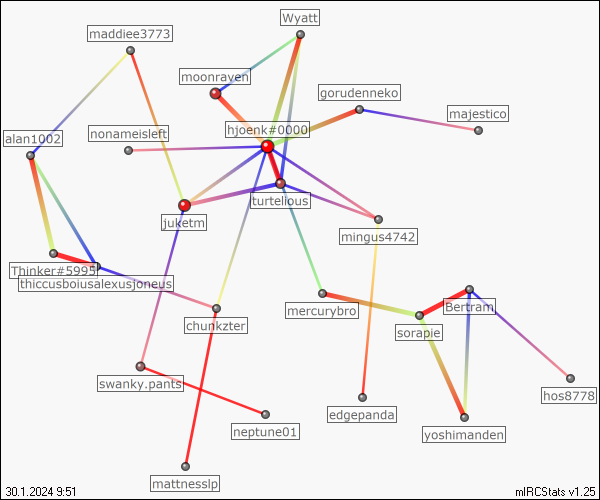 Wyatt
maddiee3773
moonraven
gorudenneko
majestico
hjoenk#0000
nonameisleft
alan1002
turtelious
juketm
mingus4742
Thinker#5995
thiccusboiusalexusjoneus
Bertram
mercurybro
chunkzter
sorapie
swanky.pants
hos8778
edgepanda
neptune01
yoshimanden
mattnesslp
30.1.2024 9:51
mIRCStats v1.25